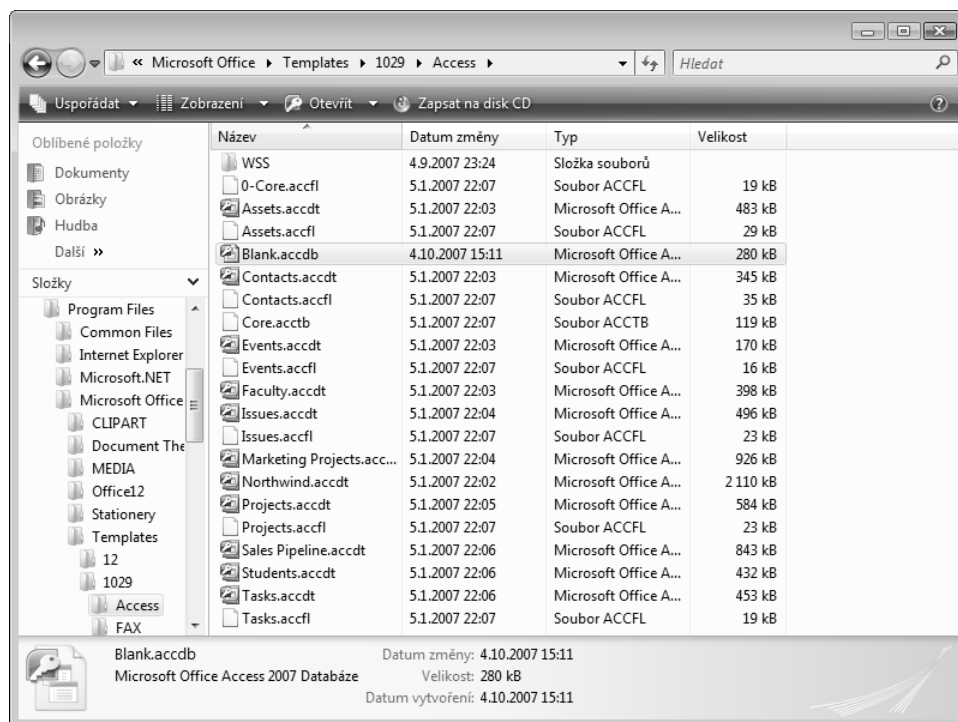 « Microsoft Office ▸ Templates ▸ 1029 ▸ Access ▸ Hledat
Uspořádat Zobrazení Otevřít Zapsat na disk CD
Oblíbené položky
Dokumenty
Obrázky
Hudba
Další »
Složky
Program Files
Common Files
Internet Explorer
Microsoft.NET
Microsoft Office
CLIPART
Document The
MEDIA
Office12
Stationery
Templates
12
1029
Access
FAX
Název Datum změny Typ Velikost
WSS 4.9.2007 23:24 Složka souborů
0-Core.accfl 5.1.2007 22:07 Soubor ACCFL 19 kB
Assets.accdt 5.1.2007 22:03 Microsoft Office A... 483 kB
Assets.accfl 5.1.2007 22:07 Soubor ACCFL 29 kB
Blank.accdb 4.10.2007 15:11 Microsoft Office A... 280 kB
Contacts.accdt 5.1.2007 22:03 Microsoft Office A... 345 kB
Contacts.accfl 5.1.2007 22:07 Soubor ACCFL 35 kB
Core.acctb 5.1.2007 22:07 Soubor ACCTB 119 kB
Events.accdt 5.1.2007 22:03 Microsoft Office A... 170 kB
Events.accfl 5.1.2007 22:07 Soubor ACCFL 16 kB
Faculty.accdt 5.1.2007 22:03 Microsoft Office A... 398 kB
Issues.accdt 5.1.2007 22:04 Microsoft Office A... 496 kB
Issues.accfl 5.1.2007 22:07 Soubor ACCFL 23 kB
Marketing Projects.acc... 5.1.2007 22:04 Microsoft Office A... 926 kB
Northwind.accdt 5.1.2007 22:02 Microsoft Office A... 2 110 kB
Projects.accdt 5.1.2007 22:05 Microsoft Office A... 584 kB
Projects.accfl 5.1.2007 22:07 Soubor ACCFL 23 kB
Sales Pipeline.accdt 5.1.2007 22:06 Microsoft Office A... 843 kB
Students.accdt 5.1.2007 22:06 Microsoft Office A... 432 kB
Tasks.accdt 5.1.2007 22:06 Microsoft Office A... 453 kB
Tasks.accfl 5.1.2007 22:07 Soubor ACCFL 19 kB
Blank.accdb Datum změny: 4.10.2007 15:11
Microsoft Office Access 2007 Databáze Velikost: 280 kB
Datum vytvoření: 4.10.2007 15:11